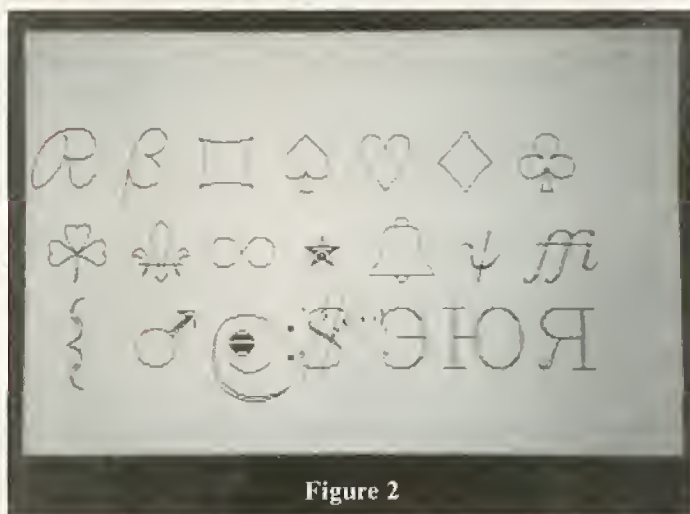 ℛ β ♊ ♤ ♡ ♢ ♧
☘ ⚜ ∞ ★ 🔔 ψ
} ♂ Э Ю Я
Figure 2